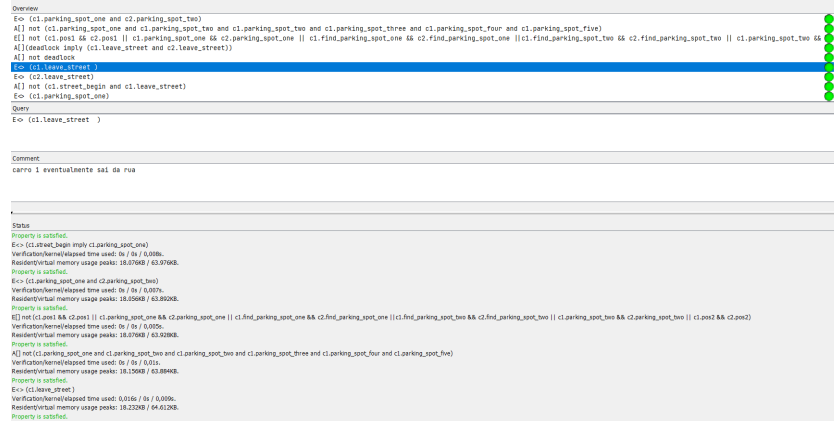 Overview
E<> (c1.parking_spot_one and c2.parking_spot_two)
A[] not (c1.parking_spot_one and c1.parking_spot_two and c1.parking_spot_two and c1.parking_spot_three and c1.parking_spot_four and c1.parking_spot_five)
E[] not (c1.pos1 && c2.pos1 || c1.parking_spot_one && c2.parking_spot_one || c1.find_parking_spot_one && c2.find_parking_spot_one ||c1.find_parking_spot_two && c2.find_parking_spot_two || c1.parking_spot_two &&
A[](deadlock imply (c1.leave_street and c2.leave_street))
A[] not deadlock
E<> (c1.leave_street )
E<> (c2.leave_street)
A[] not (c1.street_begin and c1.leave_street)
E<> (c1.parking_spot_one)
Query
E<> (c1.leave_street  )
Comment
carro 1 eventualmente sai da rua
Status
Property is satisfied.
E<> (c1.street_begin imply c1.parking_spot_one)
Verification/kernel/elapsed time used: 0s / 0s / 0,008s.
Resident/virtual memory usage peaks: 18.076KB / 63.976KB.
Property is satisfied.
E<> (c1.parking_spot_one and c2.parking_spot_two)
Verification/kernel/elapsed time used: 0s / 0s / 0,007s.
Resident/virtual memory usage peaks: 18.056KB / 63.892KB.
Property is satisfied.
E[] not (c1.pos1 && c2.pos1 || c1.parking_spot_one && c2.parking_spot_one || c1.find_parking_spot_one && c2.find_parking_spot_one ||c1.find_parking_spot_two && c2.find_parking_spot_two || c1.parking_spot_two && c2.parking_spot_two || c1.pos2 && c2.pos2)
Verification/kernel/elapsed time used: 0s / 0s / 0,005s.
Resident/virtual memory usage peaks: 18.076KB / 63.928KB.
Property is satisfied.
A[] not (c1.parking_spot_one and c1.parking_spot_two and c1.parking_spot_two and c1.parking_spot_three and c1.parking_spot_four and c1.parking_spot_five)
Verification/kernel/elapsed time used: 0s / 0s / 0,01s.
Resident/virtual memory usage peaks: 18.156KB / 63.884KB.
Property is satisfied.
E<> (c1.leave_street )
Verification/kernel/elapsed time used: 0,016s / 0s / 0,009s.
Resident/virtual memory usage peaks: 18.232KB / 64.612KB.
Property is satisfied.